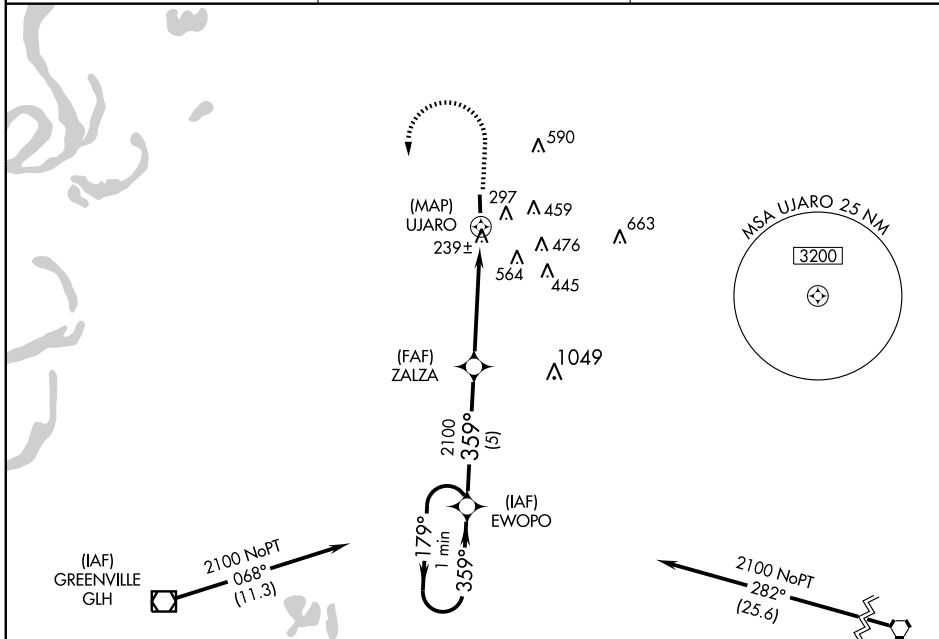 590
(MAP)
UJARO
297
459
663
239±
476
564
445
MSA UJARO 25 NM
3200
(FAF)
ZALZA
1049
2100
359°
(5)
(IAF)
EWOPO
179°
1 min
359°
(IAF)
GREENVILLE
GLH
2100 NoPT
068°
(11.3)
2100 NoPT
282°
(25.6)